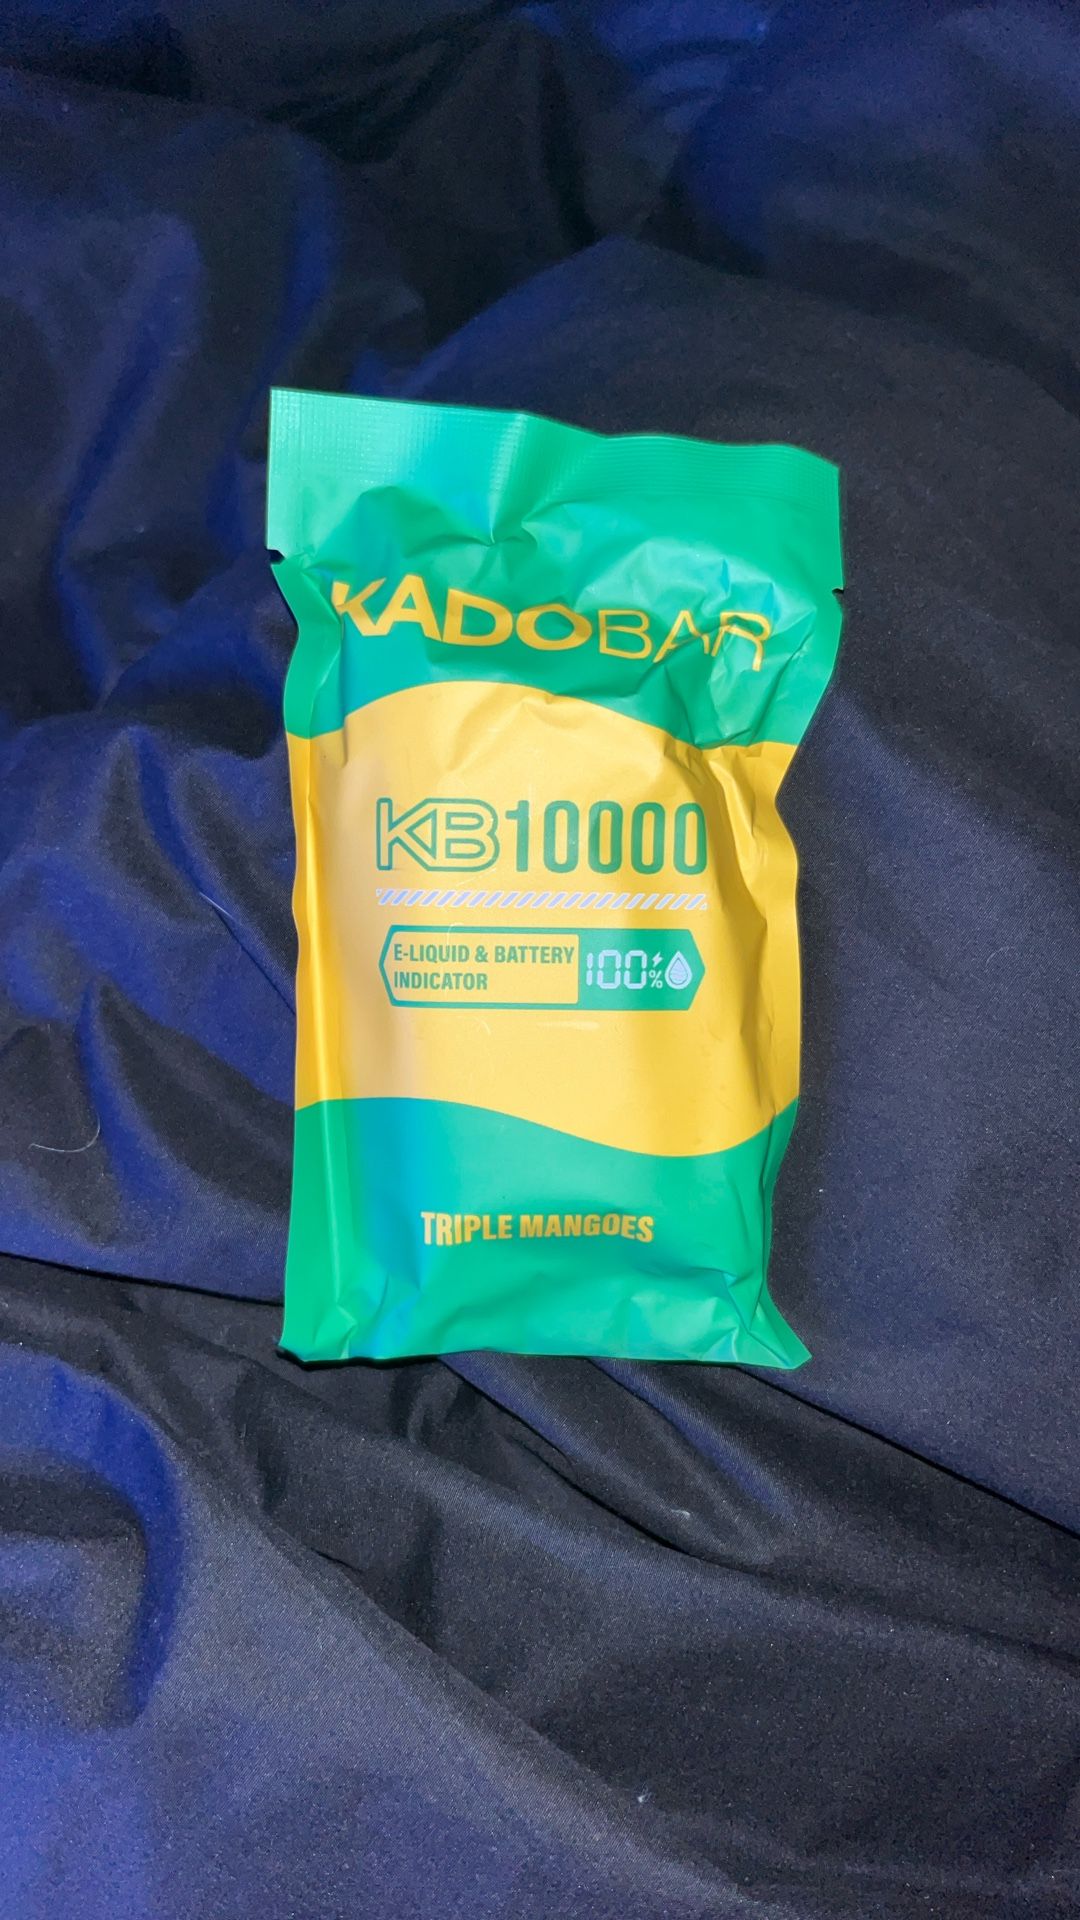 KADOBAR
KB10000
E-LIQUID & BATTERY
INDICATOR
100%
TRIPLE MANGOES